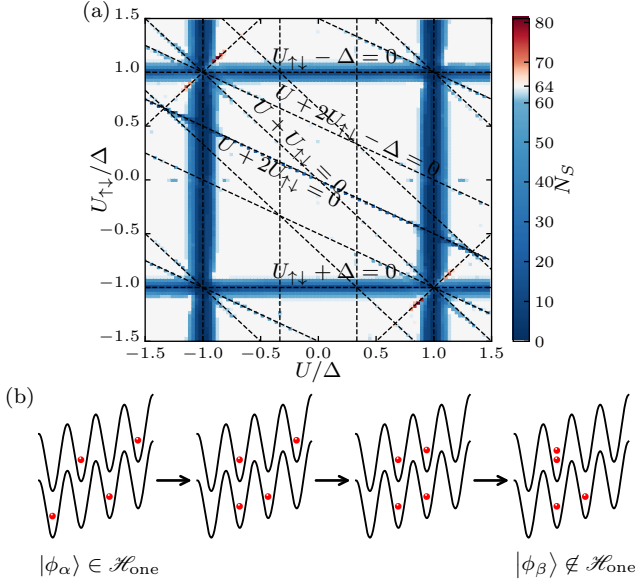 (a)
1.5
1.0
0.5
0.0
−0.5
−1.0
−1.5
U↑↓/Δ
U↑↓ − Δ = 0
U + 2U↑↓ − Δ = 0
U + U↑↓ = 0
U + 2U↑↓ = 0
U↑↓ + Δ = 0
−1.5 −1.0 −0.5 0.0 0.5 1.0 1.5
U/Δ
80
70
64
60
50
40
30
20
10
0
N_S
(b)
|ϕα⟩ ∈ ℋone |ϕβ⟩ ∉ ℋone